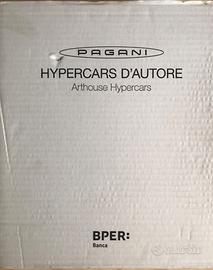 PAGANI
HYPERCARS D'AUTORE
Arthouse Hypercars
BPER:
Banca